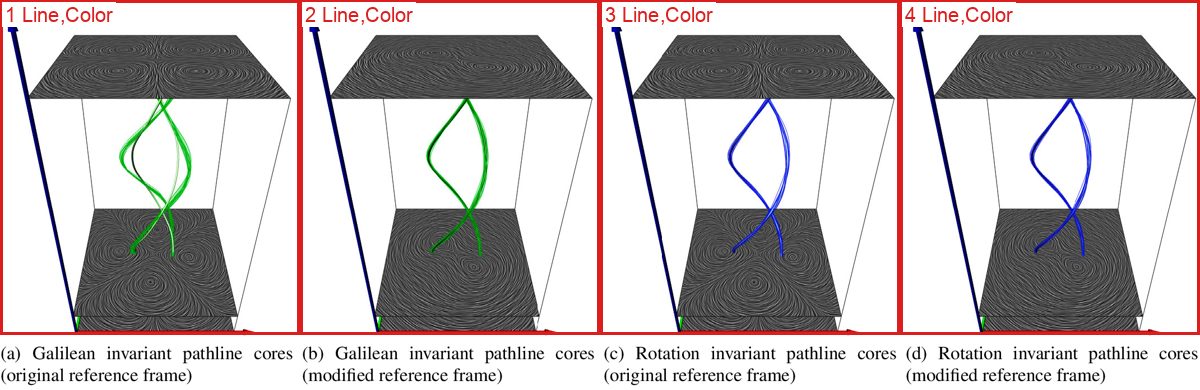 1 Line,Color
2 Line,Color
3 Line,Color
4 Line,Color
(a) Galilean invariant pathline cores
(original reference frame)
(b) Galilean invariant pathline cores
(modified reference frame)
(c) Rotation invariant pathline cores
(original reference frame)
(d) Rotation invariant pathline cores
(modified reference frame)